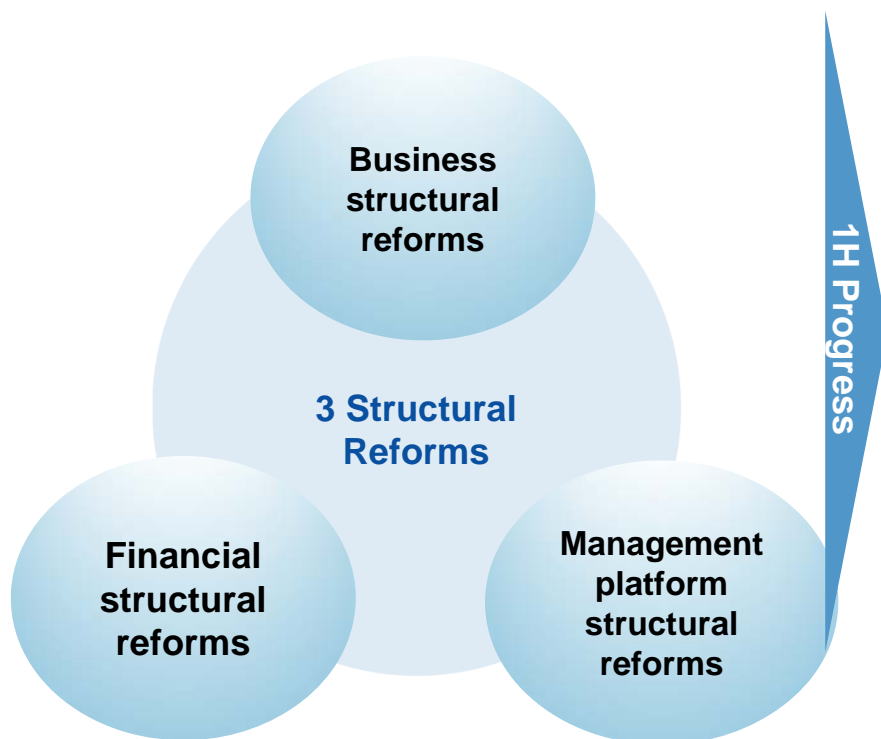 Business
structural
reforms
1H Progress
3 Structural
Reforms
Financial
structural
reforms
Management
platform
structural
reforms